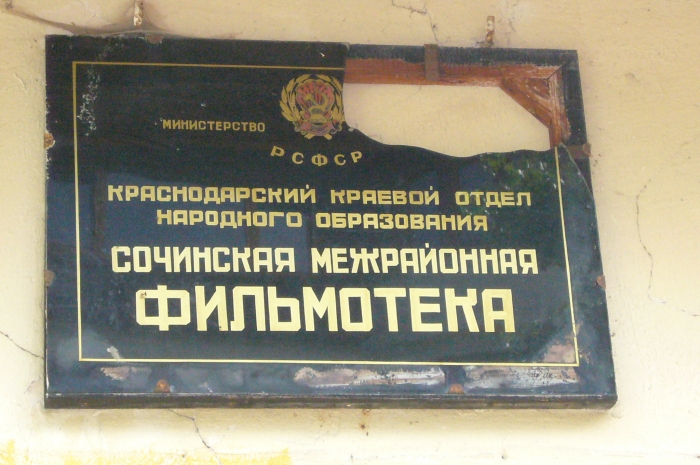 МИНИСТЕРСТВО
РСФСР
КРАСНОДАРСКИЙ КРАЕВОЙ ОТДЕЛ
НАРОДНОГО ОБРАЗОВАНИЯ
СОЧИНСКАЯ МЕЖРАЙОННАЯ
ФИЛЬМОТЕКА